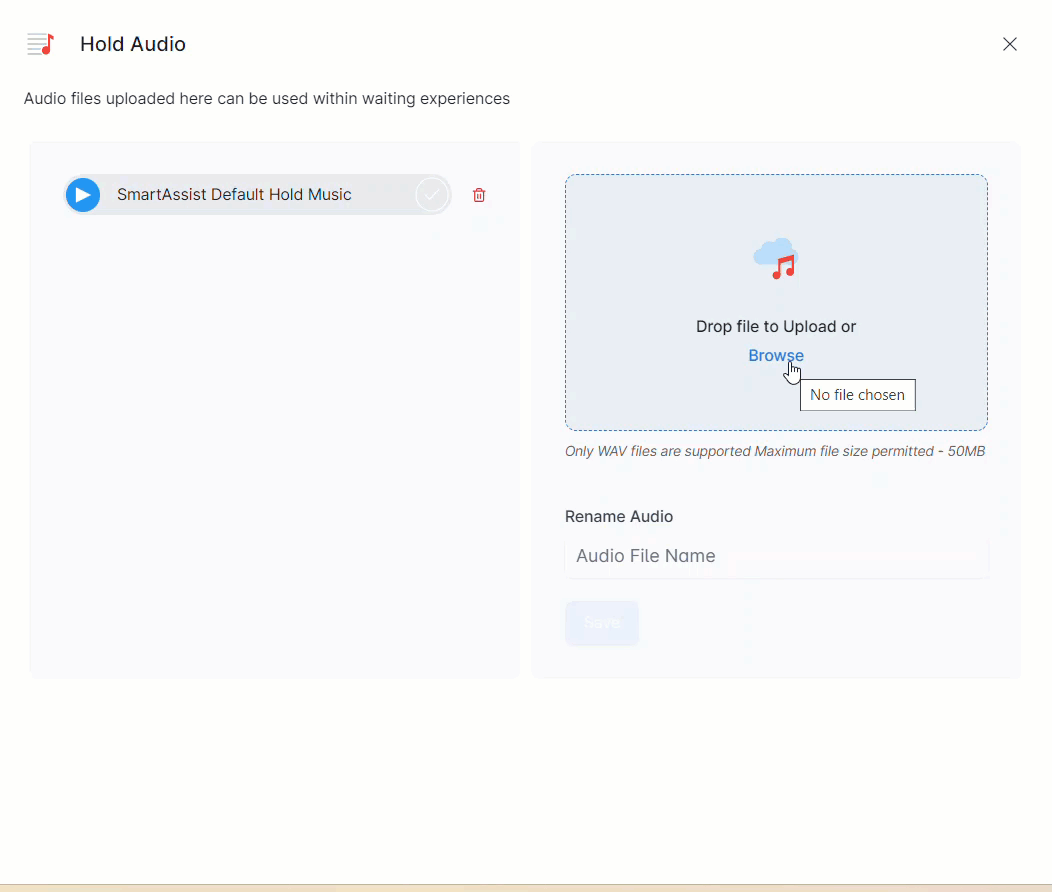 Hold Audio
Audio files uploaded here can be used within waiting experiences
SmartAssist Default Hold Music
Drop file to Upload or
Browse
No file chosen
Only WAV files are supported Maximum file size permitted - 50MB
Rename Audio
Audio File Name
Save